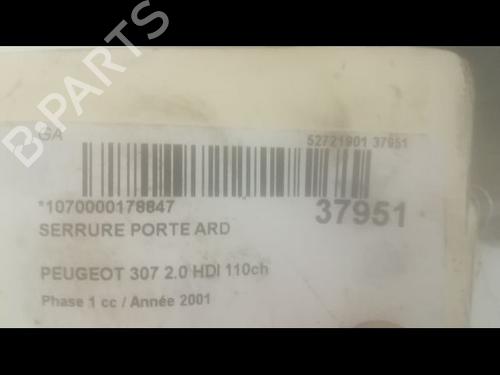 B-PARTS
GA
52721901 37951
*1070000178847
37951
SERRURE PORTE ARD
PEUGEOT 307 2.0 HDI 110ch
Phase 1 cc / Année 2001